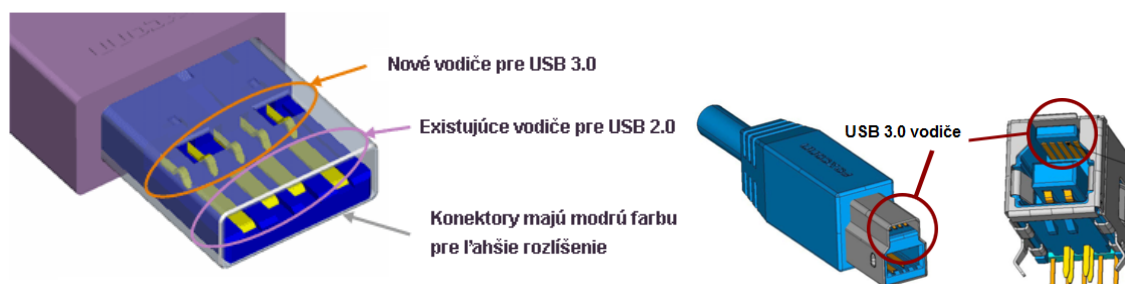 Nové vodiče pre USB 3.0
Existujúce vodiče pre USB 2.0
Konektory majú modrú farbu
pre ľahšie rozlíšenie
USB 3.0 vodiče